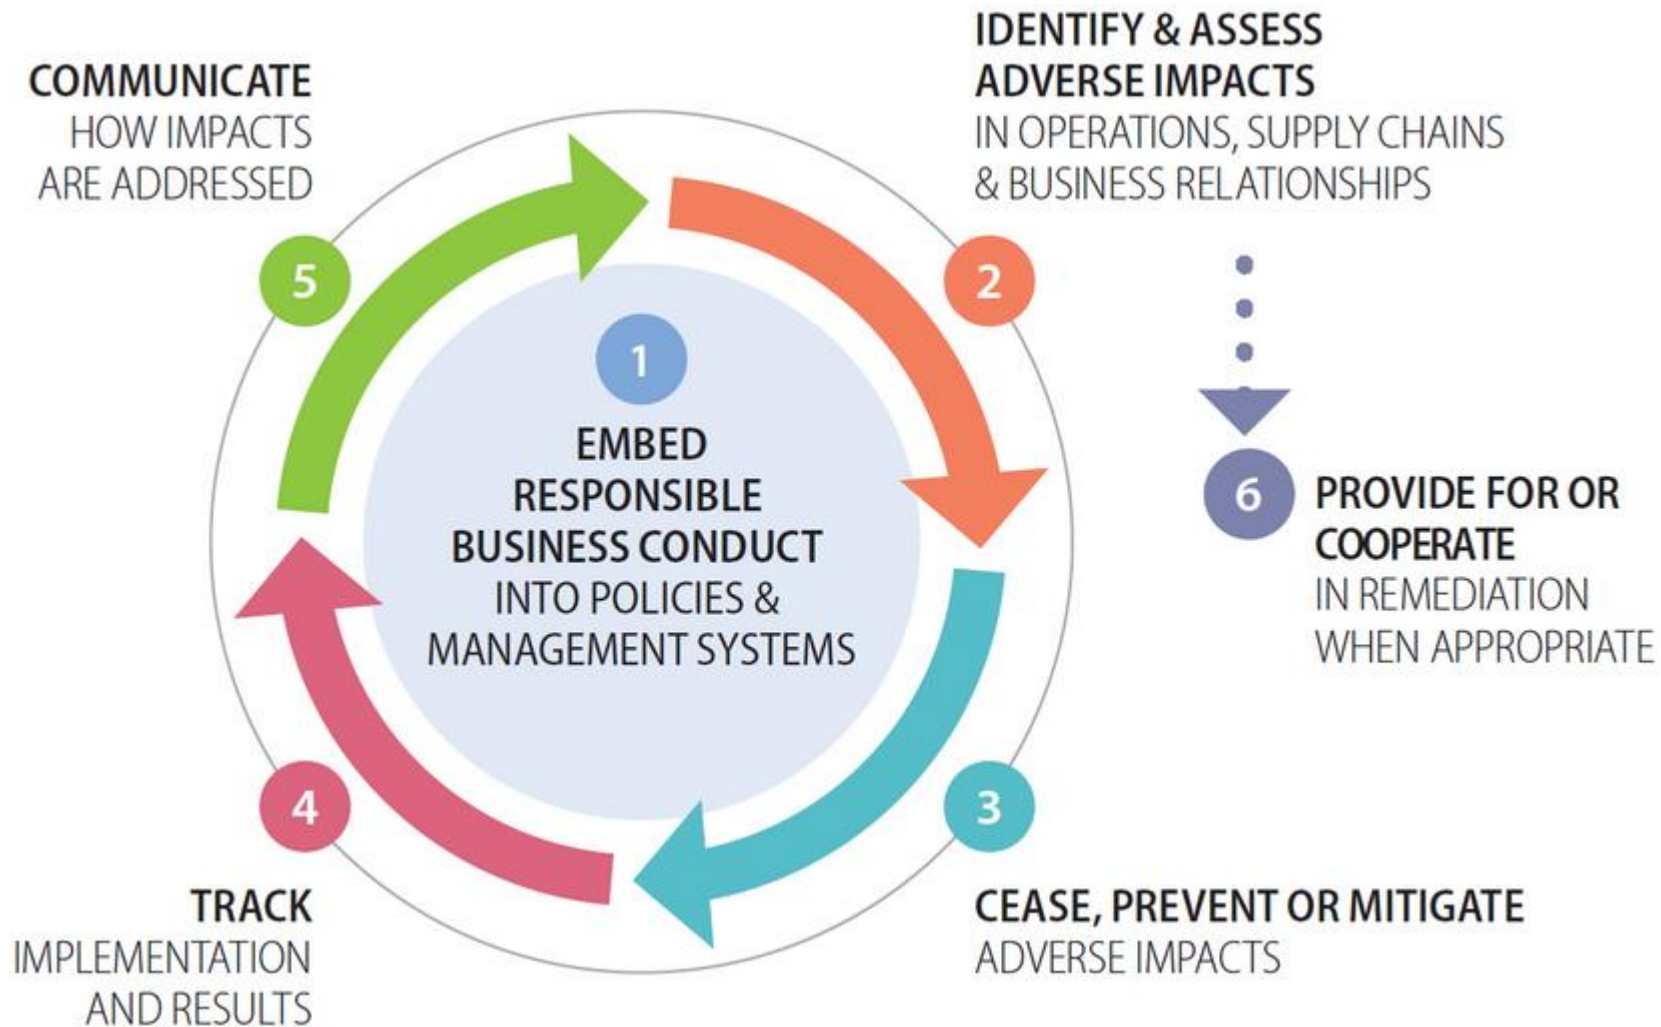 COMMUNICATE
HOW IMPACTS
ARE ADDRESSED
5
IDENTIFY & ASSESS
ADVERSE IMPACTS
IN OPERATIONS, SUPPLY CHAINS
& BUSINESS RELATIONSHIPS
2
1
EMBED
RESPONSIBLE
BUSINESS CONDUCT
INTO POLICIES &
MANAGEMENT SYSTEMS
6
PROVIDE FOR OR
COOPERATE
IN REMEDIATION
WHEN APPROPRIATE
4
TRACK
IMPLEMENTATION
AND RESULTS
3
CEASE, PREVENT OR MITIGATE
ADVERSE IMPACTS